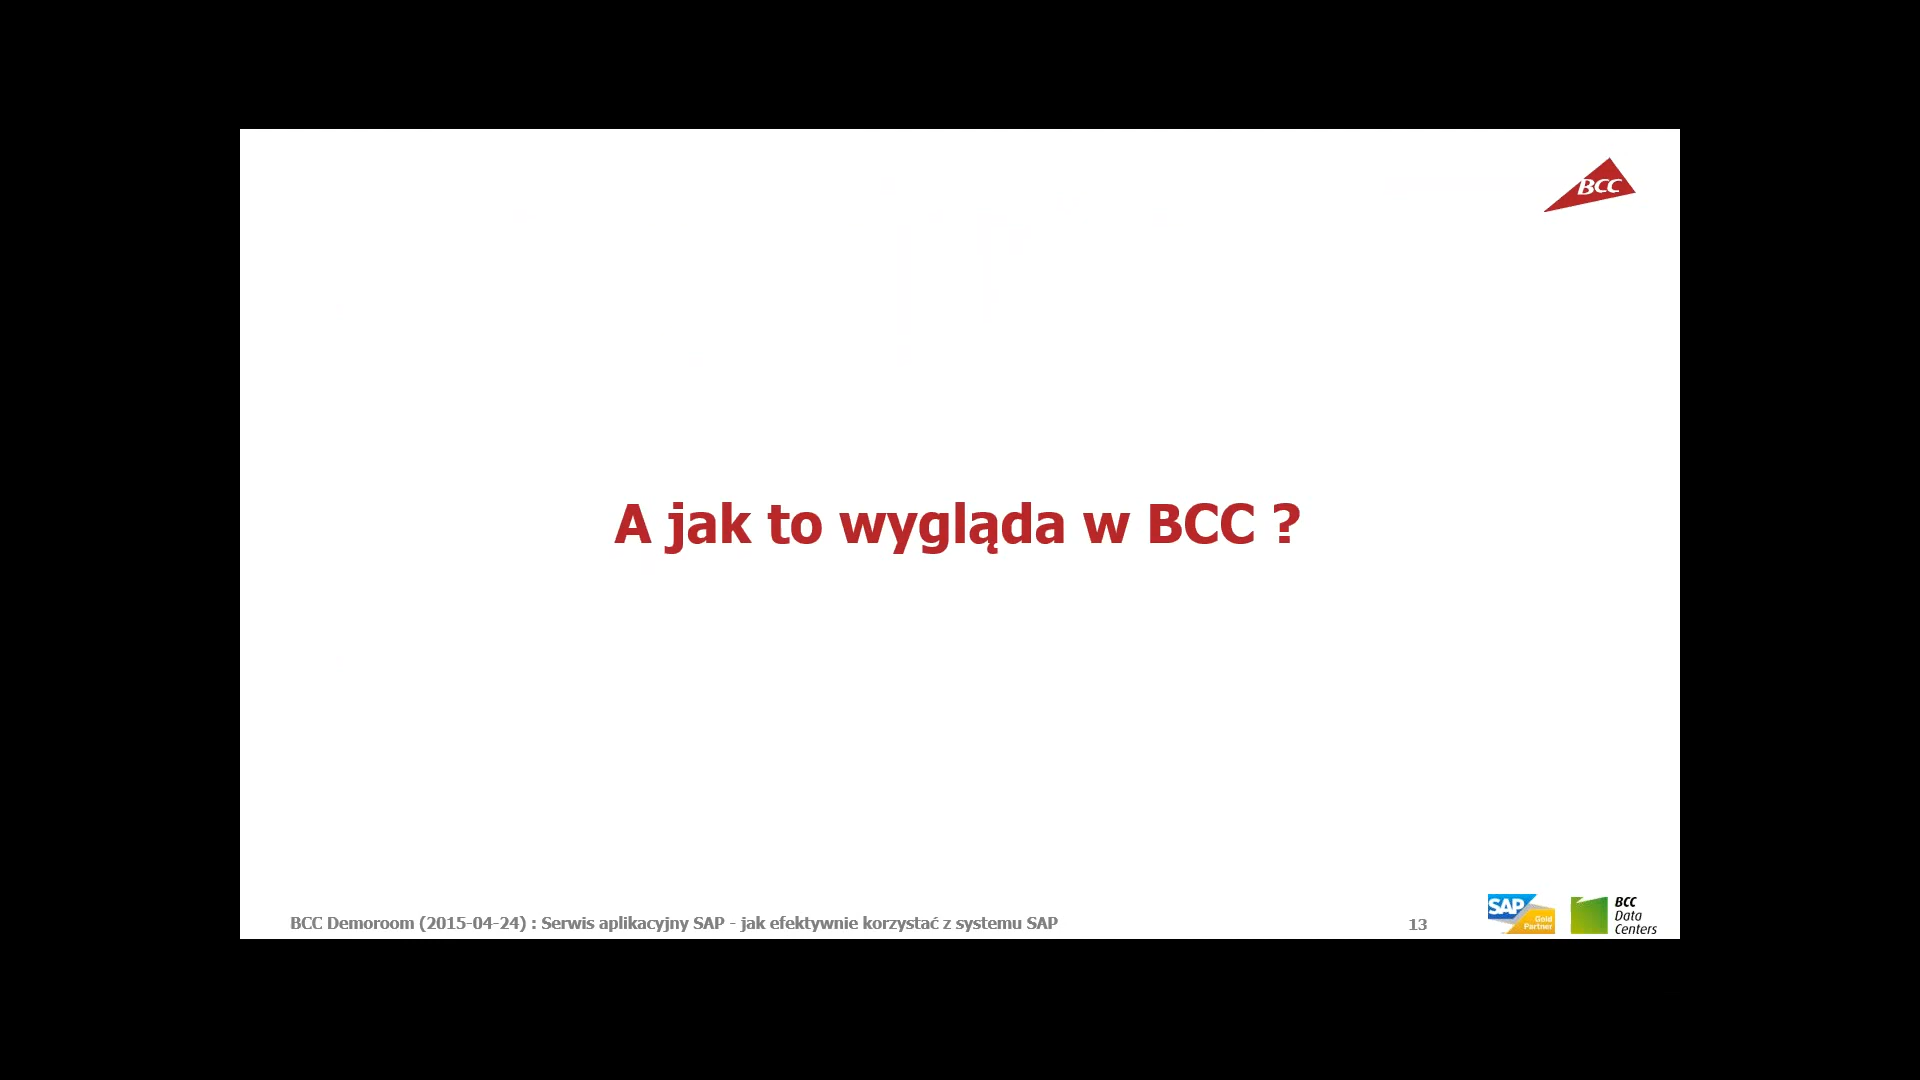 BCC
A jak to wygląda w BCC ?
BCC Demoroom (2015-04-24) : Serwis aplikacyjny SAP - jak efektywnie korzystać z systemu SAP
13
SAP
Gold
Partner
BCC
Data
Centers